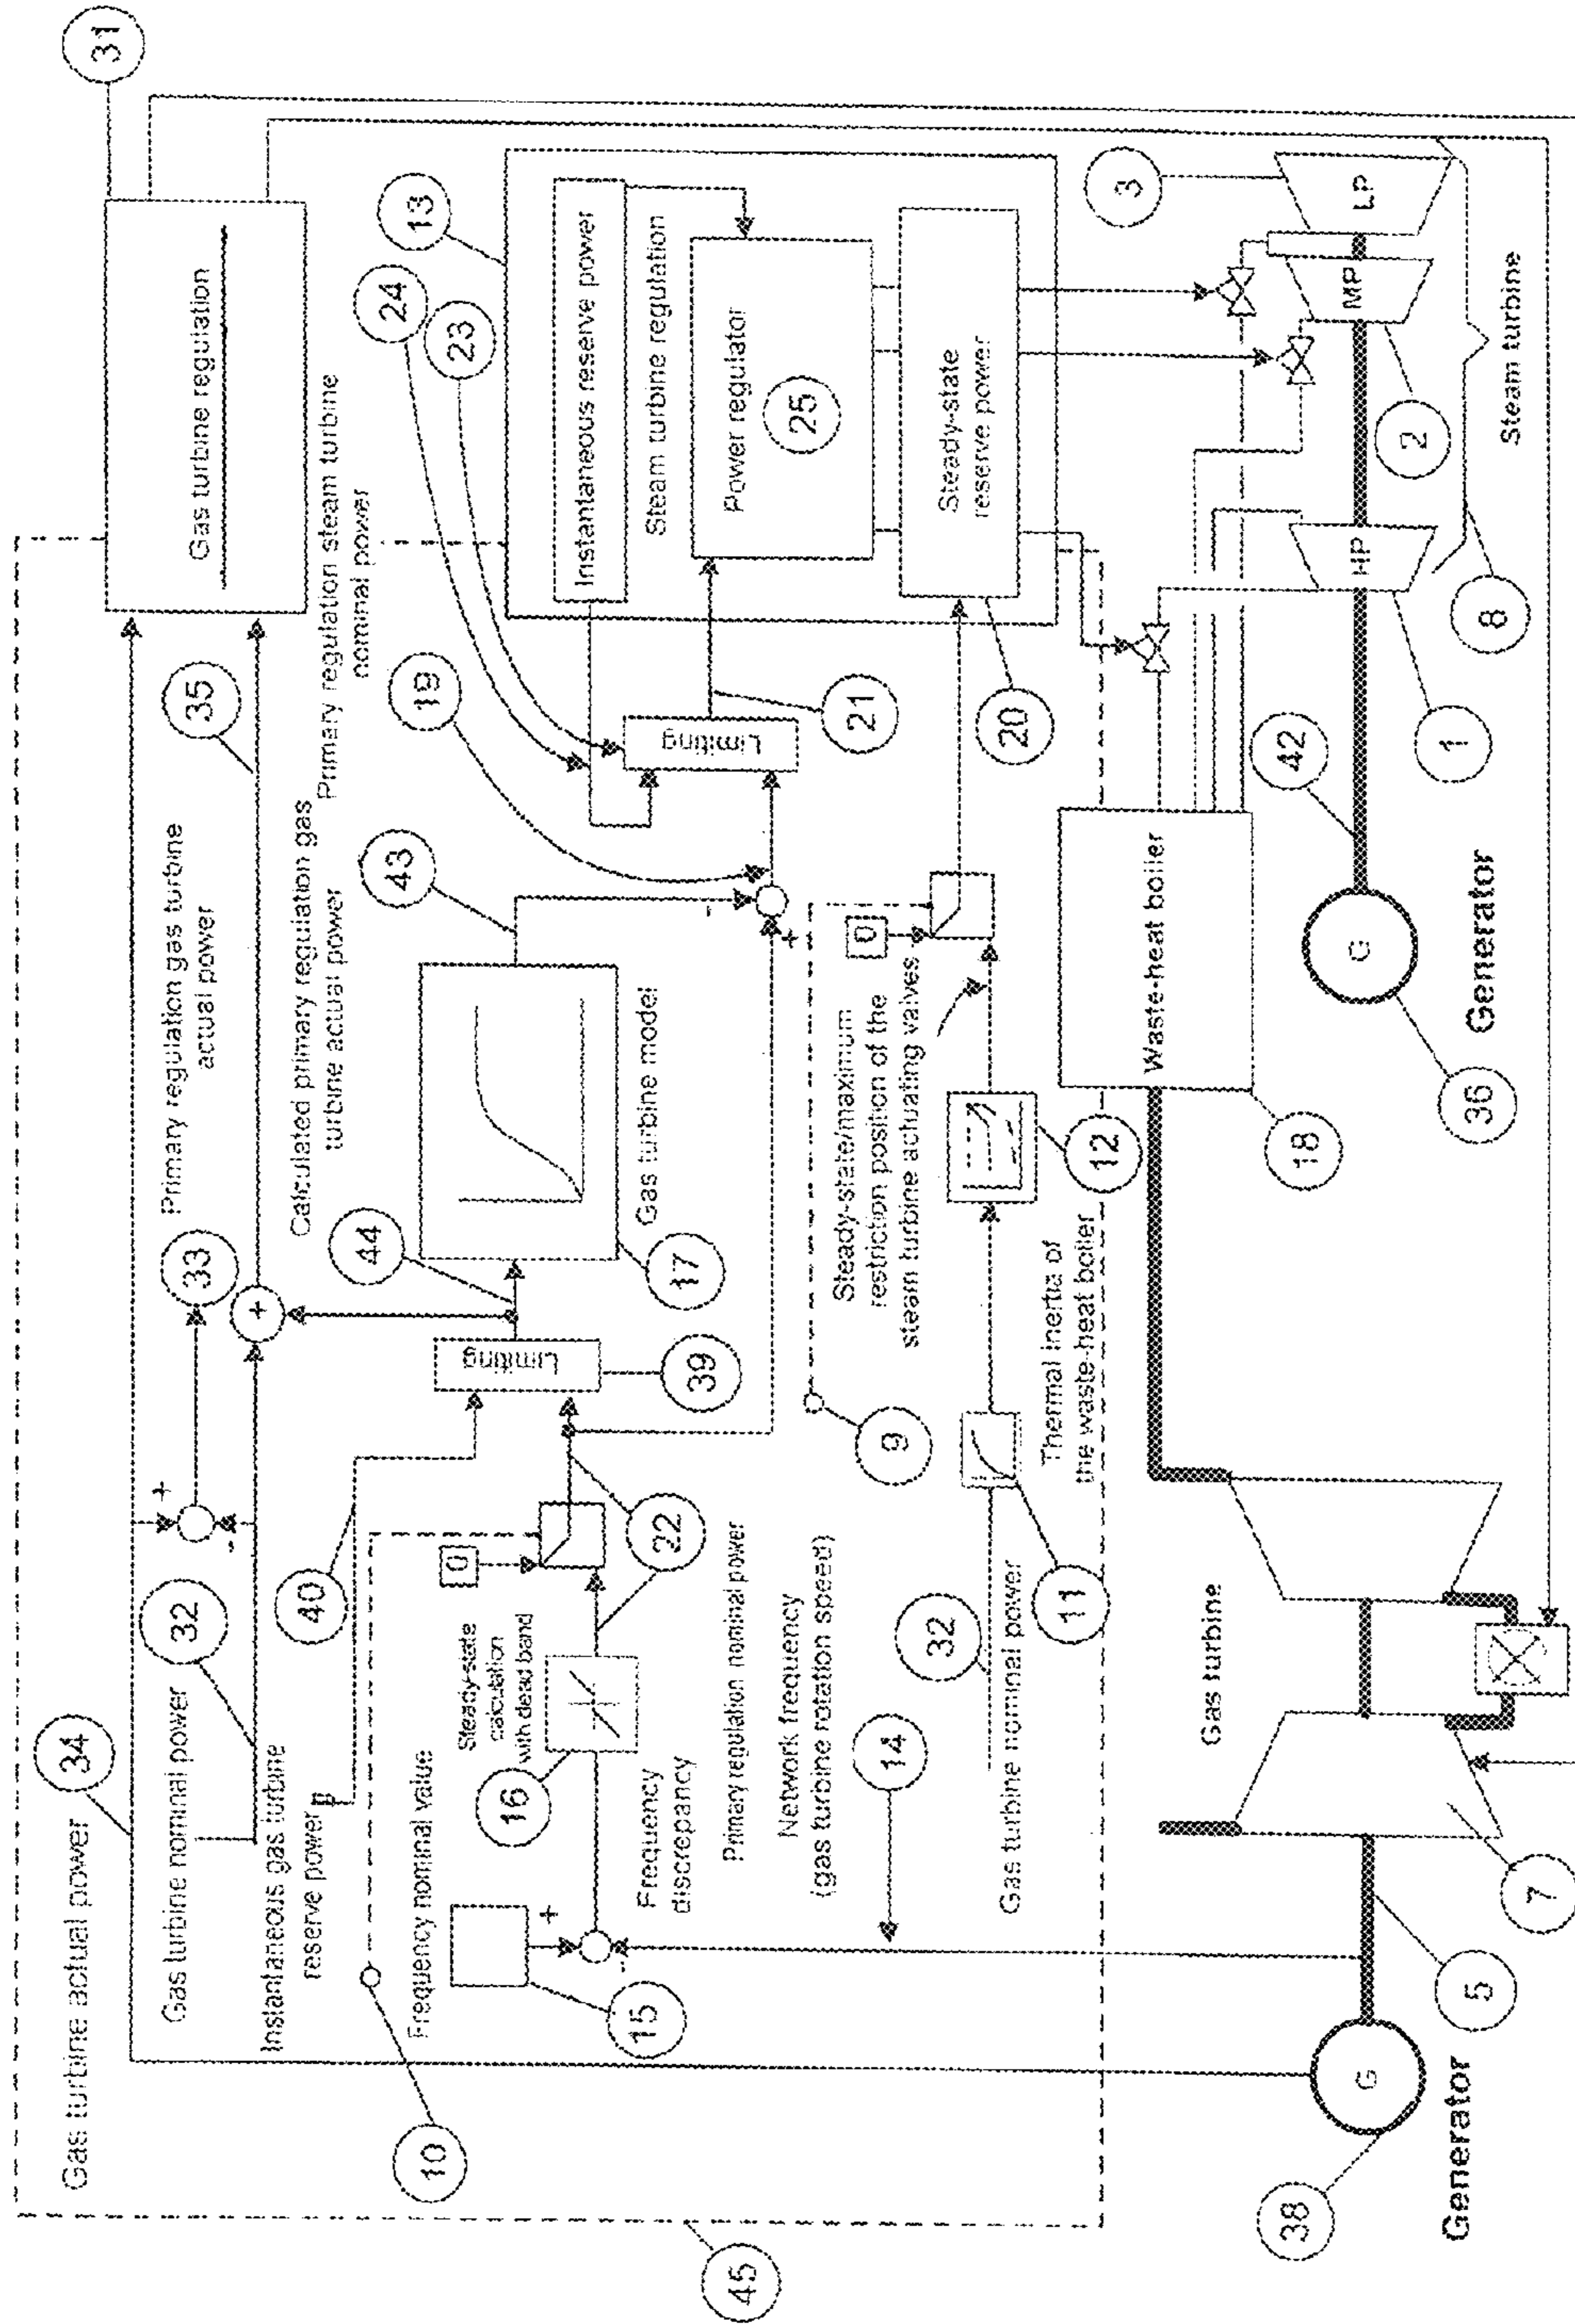 31
Gas turbine regulation
Gas turbine actual power
34
Gas turbine nominal power
32
33
Primary regulation gas turbine
actual power
35
Instantaneous gas turbine
reserve power
40
44
Calculated primary regulation gas
turbine actual power
43
Primary regulation steam turbine
nominal power
19
24
23
13
+
-
+
10
Frequency nominal value
15
+
-
16
Steady-state
calculation
with dead band
0
Frequency
discrepancy
22
Limiting
39
Gas turbine model
17
-
+
Limiting
21
Instantaneous reserve power
Steam turbine regulation
Power regulator
25
Steady-state
reserve power
20
Primary regulation nominal power
Network frequency
(gas turbine rotation speed)
14
9
0
Steady-state/maximum
restriction position of the
steam turbine actuating valves
Gas turbine nominal power
32
11
Thermal inertia of
the waste-heat boiler
12
45
Waste-heat boiler
18
Gas turbine
7
5
G
38
Generator
G
36
Generator
42
HP
1
MP
2
LP
3
8
Steam turbine